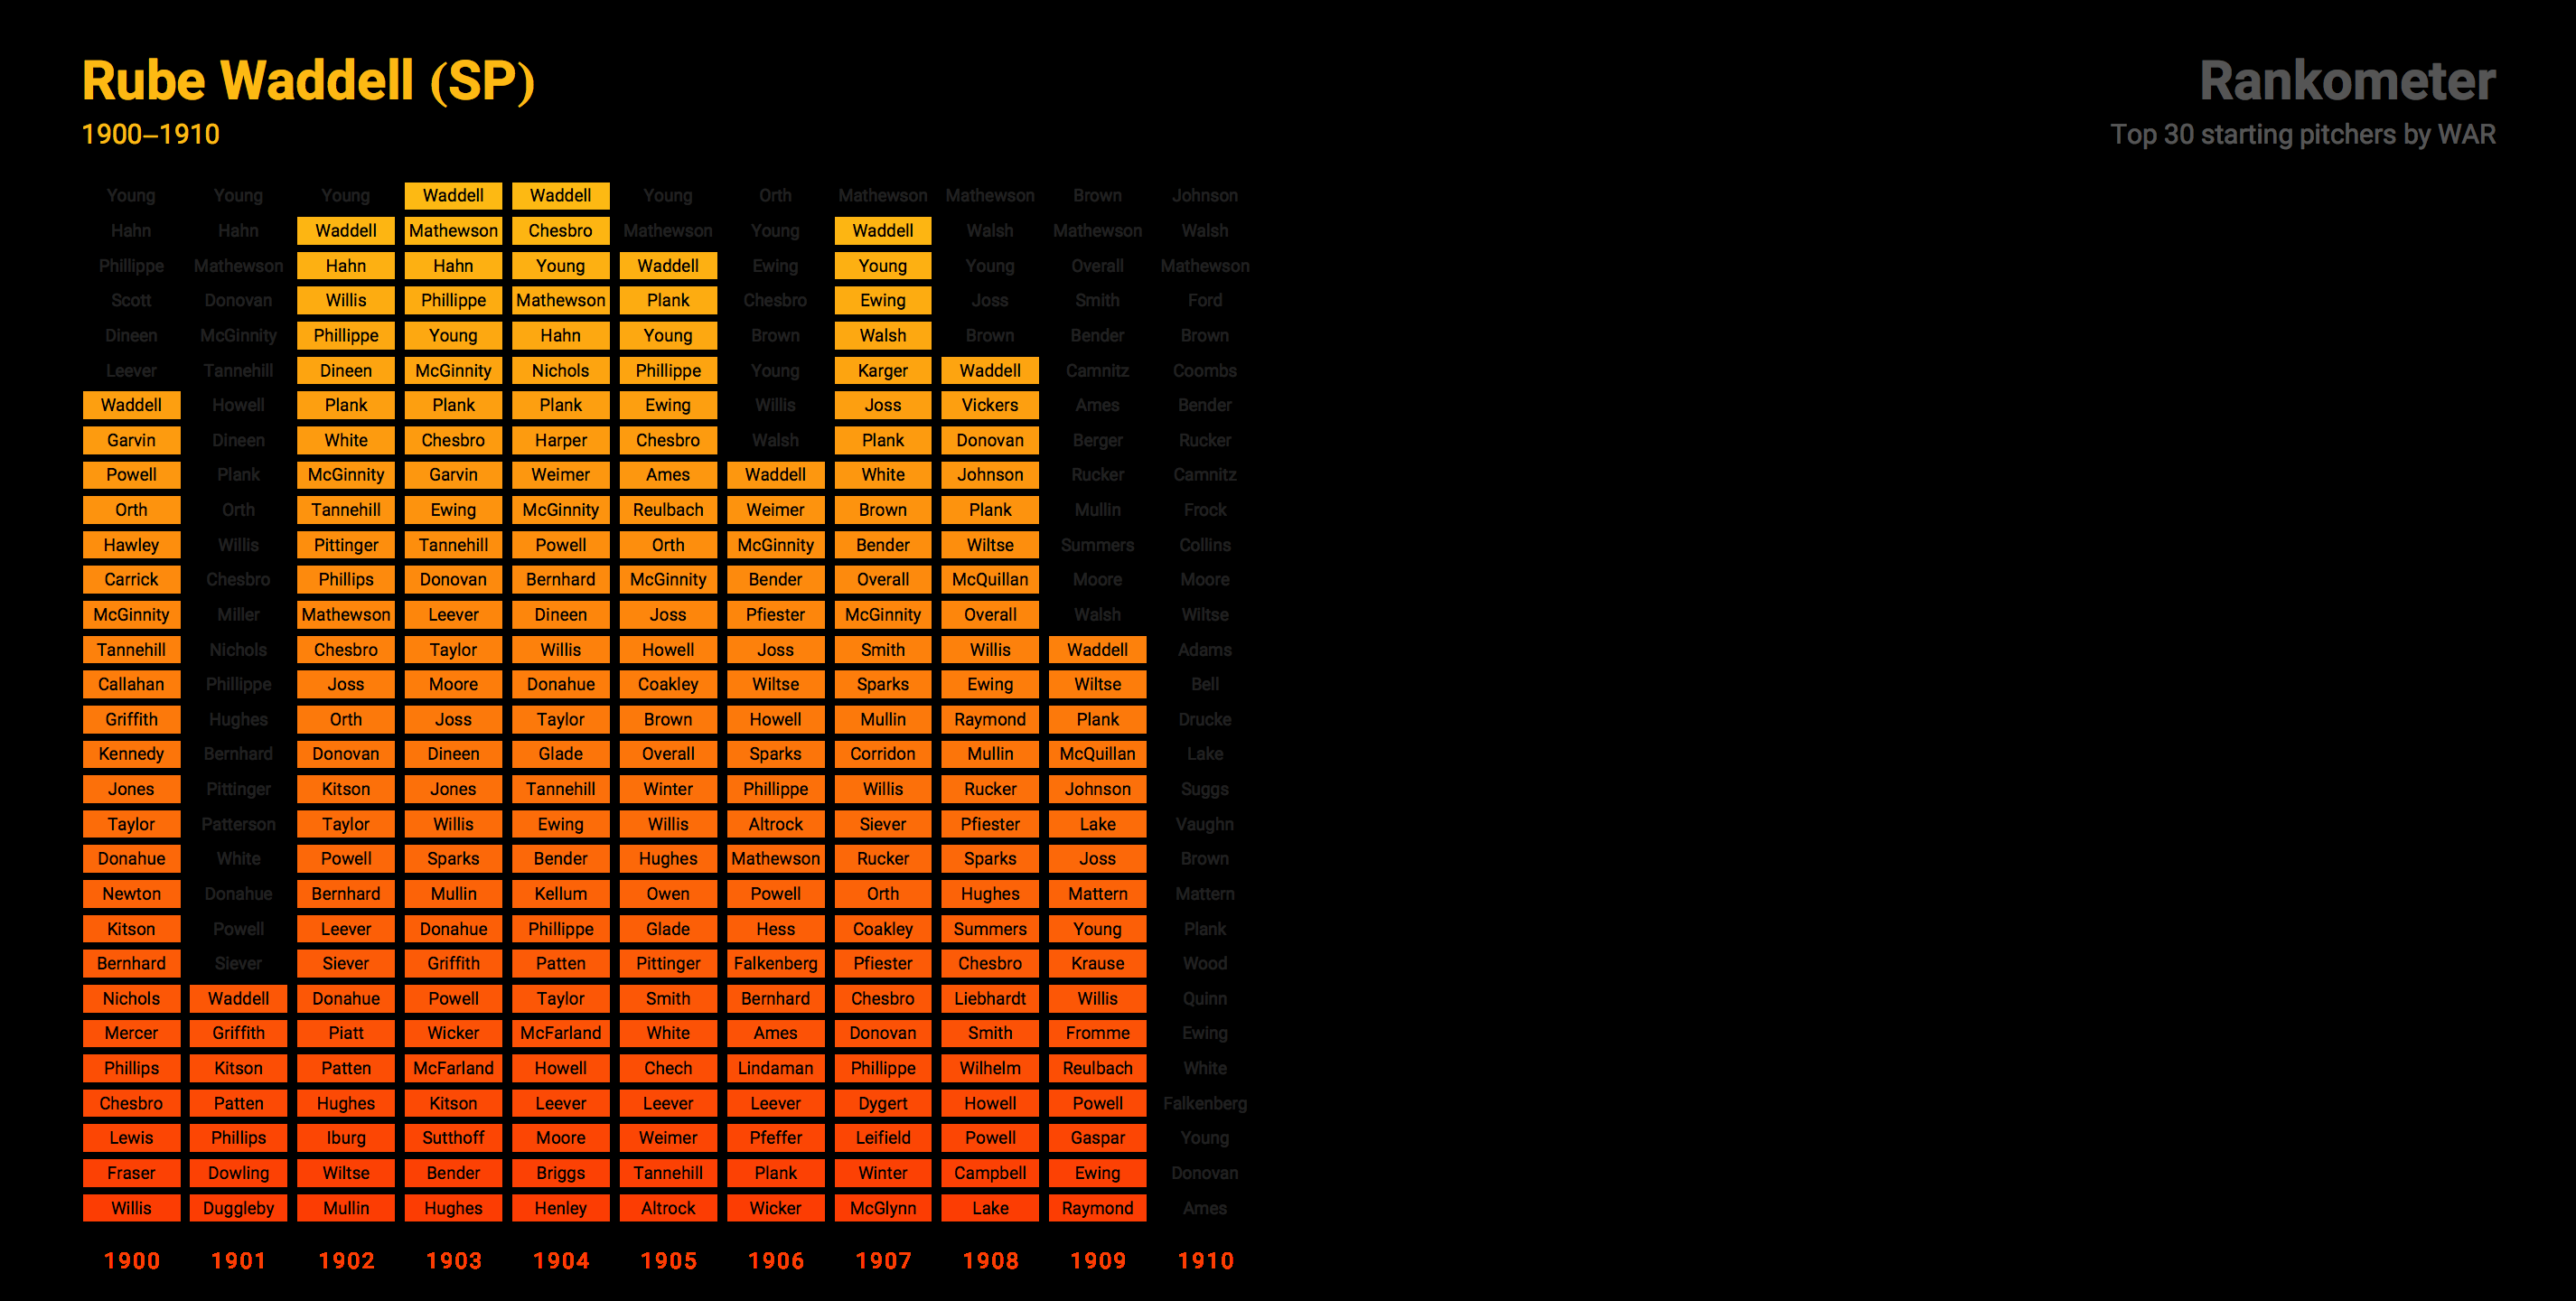 Rube Waddell (SP)
1900–1910
Rankometer
Top 30 starting pitchers by WAR
Young Young Young Waddell Waddell Young Orth Mathewson Mathewson Brown Johnson
Hahn Hahn Waddell Mathewson Chesbro Mathewson Young Waddell Walsh Mathewson Walsh
Phillippe Mathewson Hahn Hahn Young Waddell Ewing Young Young Overall Mathewson
Scott Donovan Willis Phillippe Mathewson Plank Chesbro Ewing Joss Smith Ford
Dineen McGinnity Phillippe Young Hahn Young Brown Walsh Brown Bender Brown
Leever Tannehill Dineen McGinnity Nichols Phillippe Young Karger Waddell Camnitz Coombs
Waddell Howell Plank Plank Plank Ewing Willis Joss Vickers Ames Bender
Garvin Dineen White Chesbro Harper Chesbro Walsh Plank Donovan Berger Rucker
Powell Plank McGinnity Garvin Weimer Ames Waddell White Johnson Rucker Camnitz
Orth Orth Tannehill Ewing McGinnity Reulbach Weimer Brown Plank Mullin Frock
Hawley Willis Pittinger Tannehill Powell Orth McGinnity Bender Wiltse Summers Collins
Carrick Chesbro Phillips Donovan Bernhard McGinnity Bender Overall McQuillan Moore Moore
McGinnity Miller Mathewson Leever Dineen Joss Pfiester McGinnity Overall Walsh Wiltse
Tannehill Nichols Chesbro Taylor Willis Howell Joss Smith Willis Waddell Adams
Callahan Phillippe Joss Moore Donahue Coakley Wiltse Sparks Ewing Wiltse Bell
Griffith Hughes Orth Joss Taylor Brown Howell Mullin Raymond Plank Drucke
Kennedy Bernhard Donovan Dineen Glade Overall Sparks Corridon Mullin McQuillan Lake
Jones Pittinger Kitson Jones Tannehill Winter Phillippe Willis Rucker Johnson Suggs
Taylor Patterson Taylor Willis Ewing Willis Altrock Siever Pfiester Lake Vaughn
Donahue White Powell Sparks Bender Hughes Mathewson Rucker Sparks Joss Brown
Newton Donahue Bernhard Mullin Kellum Owen Powell Orth Hughes Mattern Mattern
Kitson Powell Leever Donahue Phillippe Glade Hess Coakley Summers Young Plank
Bernhard Siever Siever Griffith Patten Pittinger Falkenberg Pfiester Chesbro Krause Wood
Nichols Waddell Donahue Powell Taylor Smith Bernhard Chesbro Liebhardt Willis Quinn
Mercer Griffith Piatt Wicker McFarland White Ames Donovan Smith Fromme Ewing
Phillips Kitson Patten McFarland Howell Chech Lindaman Phillippe Wilhelm Reulbach White
Chesbro Patten Hughes Kitson Leever Leever Leever Dygert Howell Powell Falkenberg
Lewis Phillips Iburg Sutthoff Moore Weimer Pfeffer Leifield Powell Gaspar Young
Fraser Dowling Wiltse Bender Briggs Tannehill Plank Winter Campbell Ewing Donovan
Willis Duggleby Mullin Hughes Henley Altrock Wicker McGlynn Lake Raymond Ames
1900 1901 1902 1903 1904 1905 1906 1907 1908 1909 1910